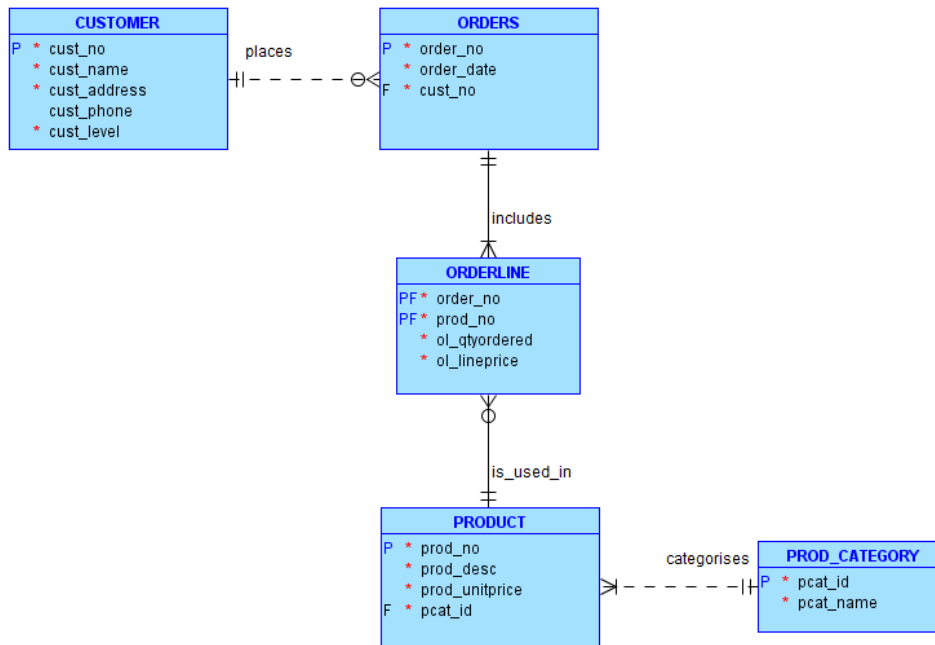 CUSTOMER
P * cust_no
* cust_name
* cust_address
cust_phone
* cust_level
places
ORDERS
P * order_no
* order_date
F * cust_no
includes
ORDERLINE
PF * order_no
PF * prod_no
* ol_qtyordered
* ol_lineprice
is_used_in
PRODUCT
P * prod_no
* prod_desc
* prod_unitprice
F * pcat_id
categorises
PROD_CATEGORY
P * pcat_id
* pcat_name